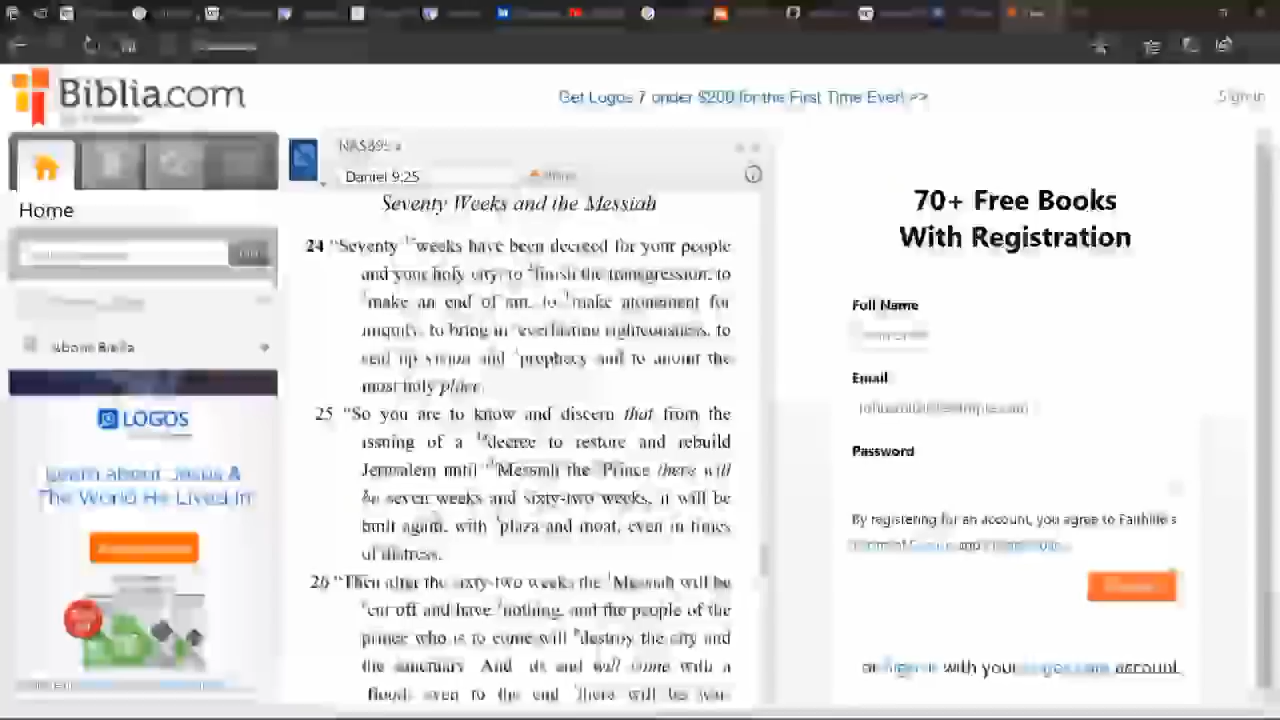 Biblia.com
Get Logos 7 under $200 for the First Time Ever! >>
Sign in
Home
About Biblia
LOGOS
Learn about Jesus &
The World He Lived In
NASB95
Daniel 9:25
Seventy Weeks and the Messiah
24 “Seventy weeks have been decreed for your people
and your holy city, to finish the transgression, to
make an end of sin, to make atonement for
iniquity, to bring in everlasting righteousness, to
seal up vision and prophecy and to anoint the
most holy place.
25 “So you are to know and discern that from the
issuing of a decree to restore and rebuild
Jerusalem until Messiah the Prince there will
be seven weeks and sixty-two weeks; it will be
built again, with plaza and moat, even in times
of distress.
26 “Then after the sixty-two weeks the Messiah will be
cut off and have nothing, and the people of the
prince who is to come will destroy the city and
the sanctuary. And its end will come with a
flood; even to the end there will be war;
70+ Free Books
With Registration
Full Name
Email
Password
By registering for an account, you agree to Faithlife's
and
or Sign in with your Logos.com account.